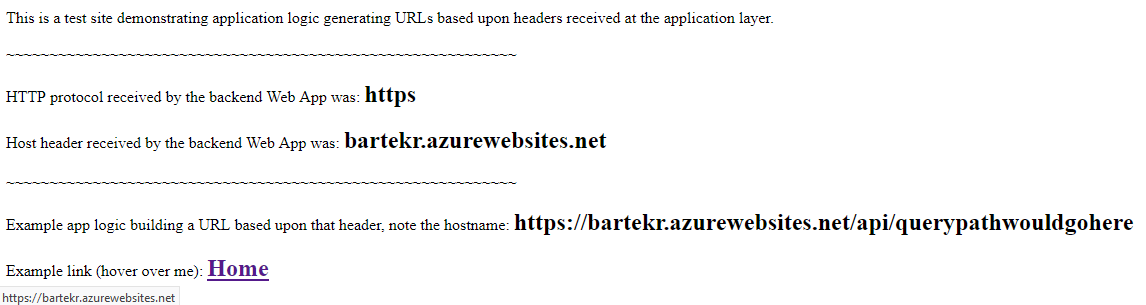 This is a test site demonstrating application logic generating URLs based upon headers received at the application layer.
~~~~~~~~~~~~~~~~~~~~~~~~~~~~~~~~~~~~~~~~~~~~~~~~~~~~~~~~~~~~
HTTP protocol received by the backend Web App was: https
Host header received by the backend Web App was: bartekr.azurewebsites.net
~~~~~~~~~~~~~~~~~~~~~~~~~~~~~~~~~~~~~~~~~~~~~~~~~~~~~~~~~~~~
Example app logic building a URL based upon that header, note the hostname: https://bartekr.azurewebsites.net/api/querypathwouldgohere
Example link (hover over me): Home
https://bartekr.azurewebsites.net